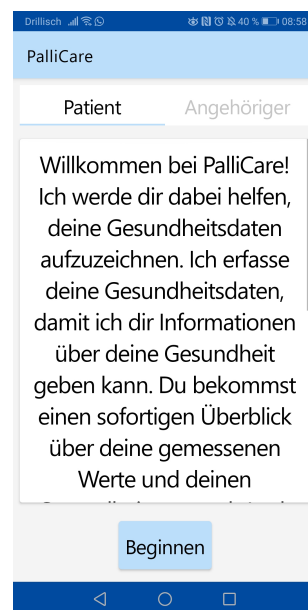 Drillisch 40 % 08:58
PalliCare
Patient Angehöriger
Willkommen bei PalliCare!
Ich werde dir dabei helfen,
deine Gesundheitsdaten
aufzuzeichnen. Ich erfasse
deine Gesundheitsdaten,
damit ich dir Informationen
über deine Gesundheit
geben kann. Du bekommst
einen sofortigen Überblick
über deine gemessenen
Werte und deinen
Beginnen